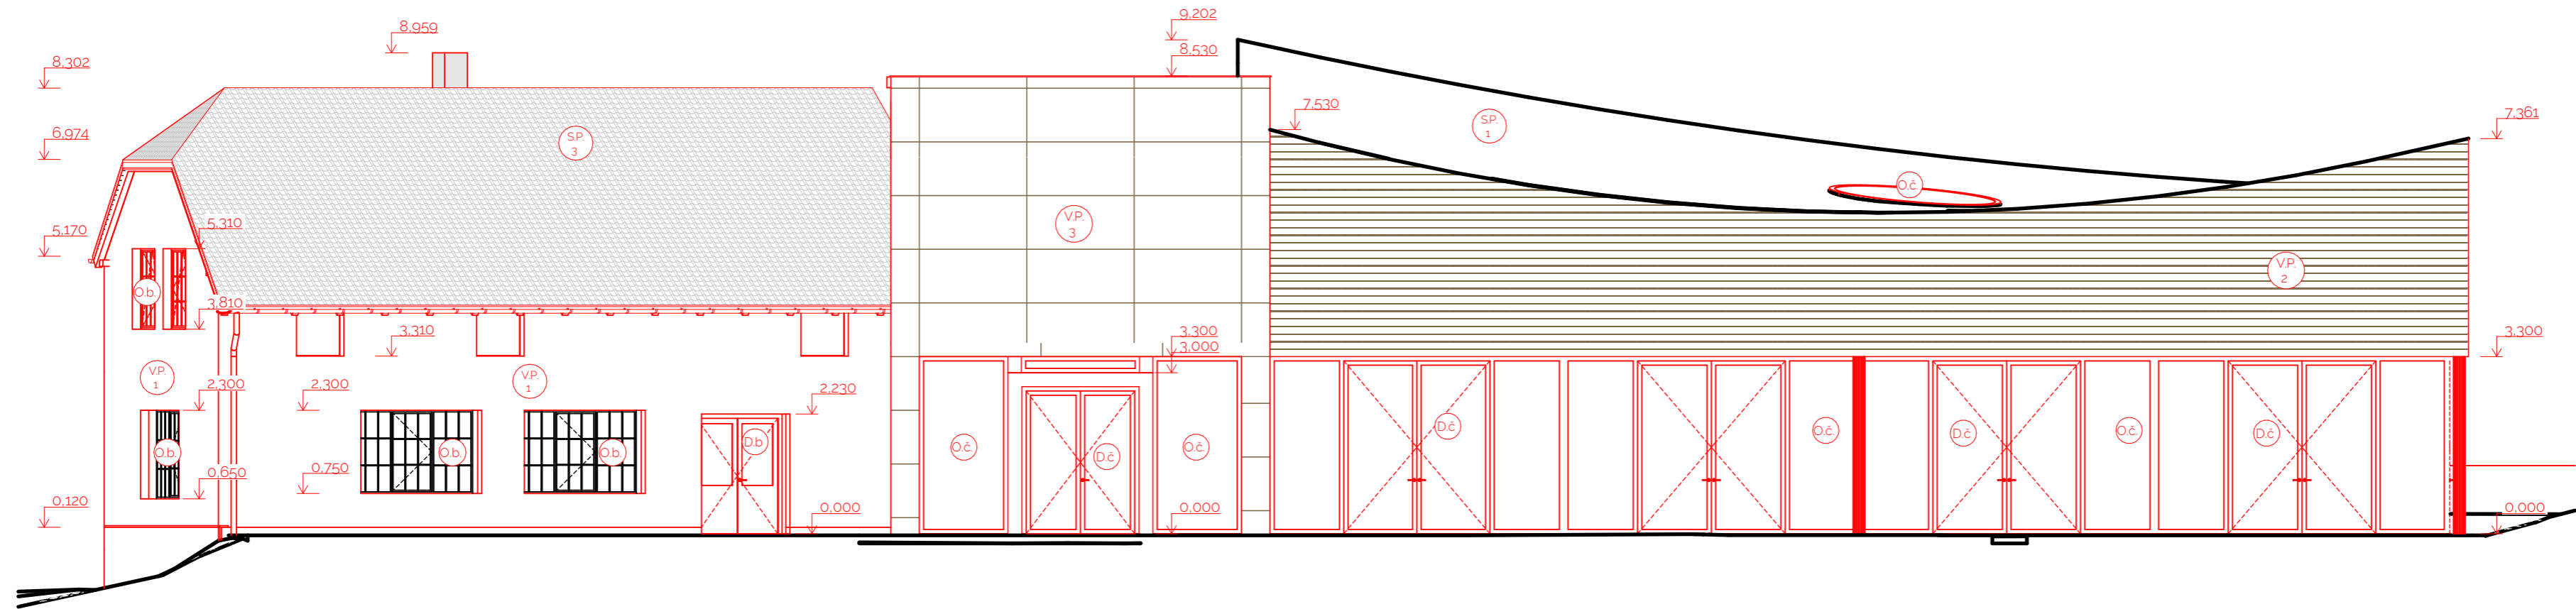 8,959
9,202
8,530
8,302
7,530
7,361
S.P.
1
S.P.
3
6,974
O.č.
5,310
V.P.
3
5,170
V.P.
2
O.b.
3,810
3,310
3,300
3,000
3,300
V.P.
1
V.P.
1
2,300
2,300
2,230
O.b.
O.b.
O.b.
D.b
O.č.
D.č
O.č.
D.č
O.č.
D.č
O.č.
D.č
0,650
0,750
0,120
0,000
0,000
0,000